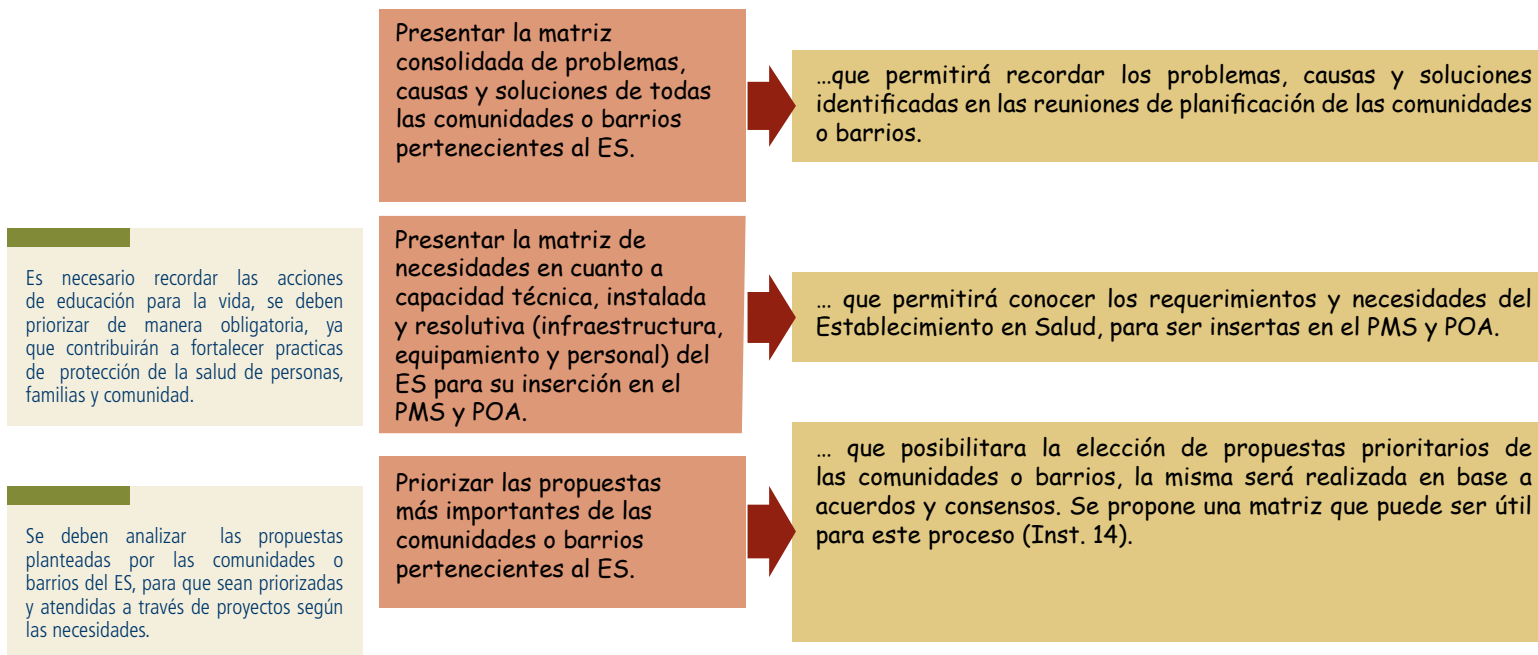 Presentar la matriz
consolidada de problemas,
causas y soluciones de todas
las comunidades o barrios
pertenecientes al ES.
…que permitirá recordar los problemas, causas y soluciones
identificadas en las reuniones de planificación de las comunidades
o barrios.
Es necesario recordar las acciones
de educación para la vida, se deben
priorizar de manera obligatoria, ya
que contribuirán a fortalecer practicas
de protección de la salud de personas,
familias y comunidad.
Presentar la matriz de
necesidades en cuanto a
capacidad técnica, instalada
y resolutiva (infraestructura,
equipamiento y personal) del
ES para su inserción en el
PMS y POA.
… que permitirá conocer los requerimientos y necesidades del
Establecimiento en Salud, para ser insertas en el PMS y POA.
Se deben analizar las propuestas
planteadas por las comunidades o
barrios del ES, para que sean priorizadas
y atendidas a través de proyectos según
las necesidades.
Priorizar las propuestas
más importantes de las
comunidades o barrios
pertenecientes al ES.
… que posibilitara la elección de propuestas prioritarios de
las comunidades o barrios, la misma será realizada en base a
acuerdos y consensos. Se propone una matriz que puede ser útil
para este proceso (Inst. 14).